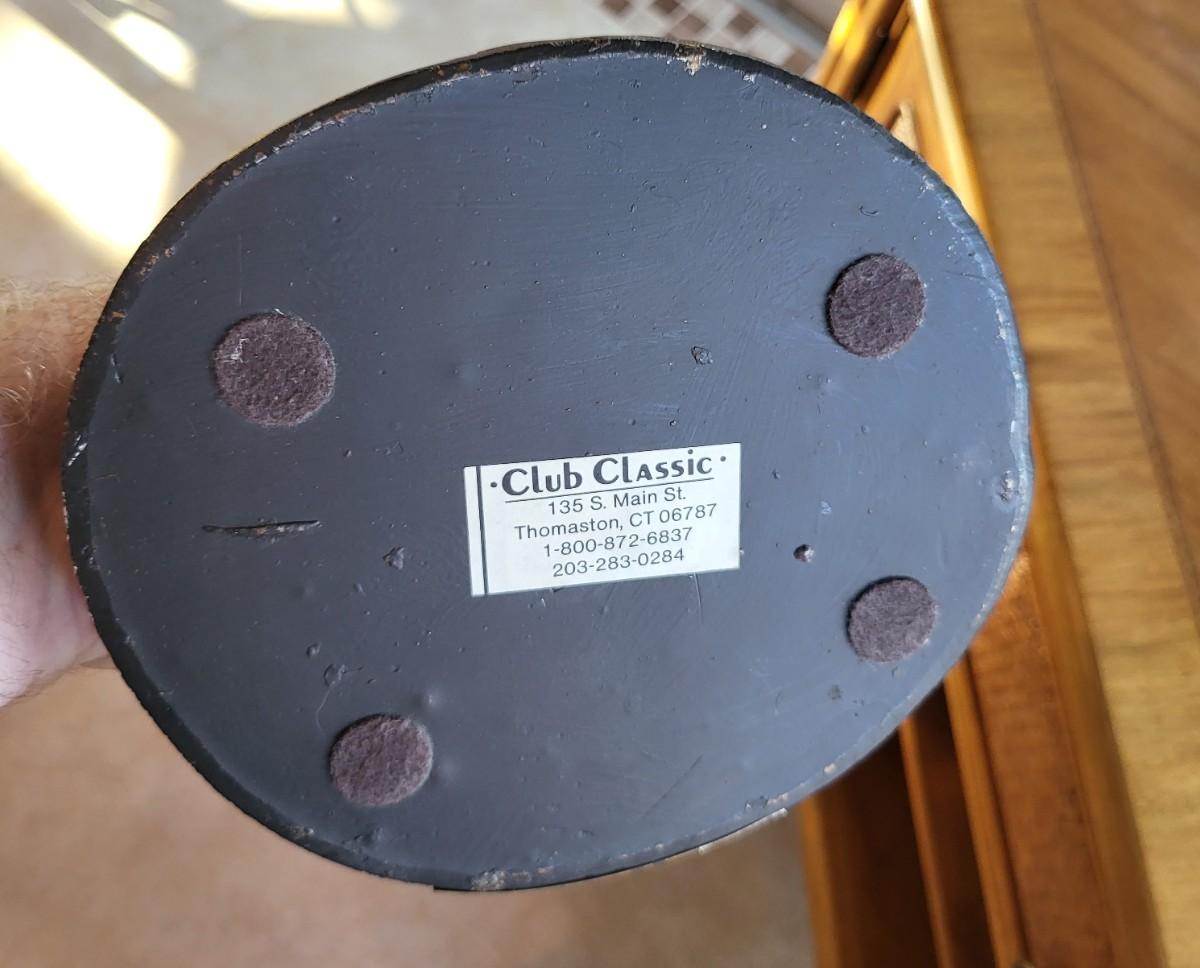 · Club Classic ·
135 S. Main St.
Thomaston, CT 06787
1-800-872-6837
203-283-0284